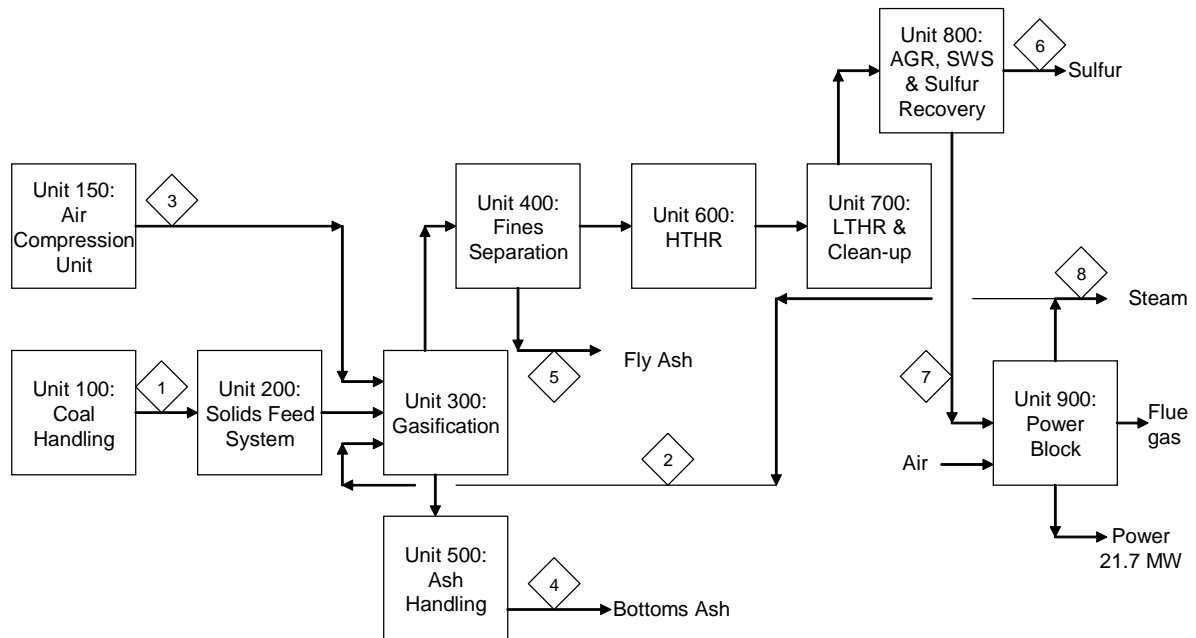 Unit 800:
AGR, SWS
& Sulfur
Recovery
6
Sulfur
Unit 150:
Air
Compression
Unit
3
Unit 400:
Fines
Separation
Unit 600:
HTHR
Unit 700:
LTHR &
Clean-up
8
Steam
Unit 100:
Coal
Handling
1
Unit 200:
Solids Feed
System
Unit 300:
Gasification
5
Fly Ash
7
Unit 900:
Power
Block
Flue
gas
Air
2
Power
21.7 MW
Unit 500:
Ash
Handling
4
Bottoms Ash